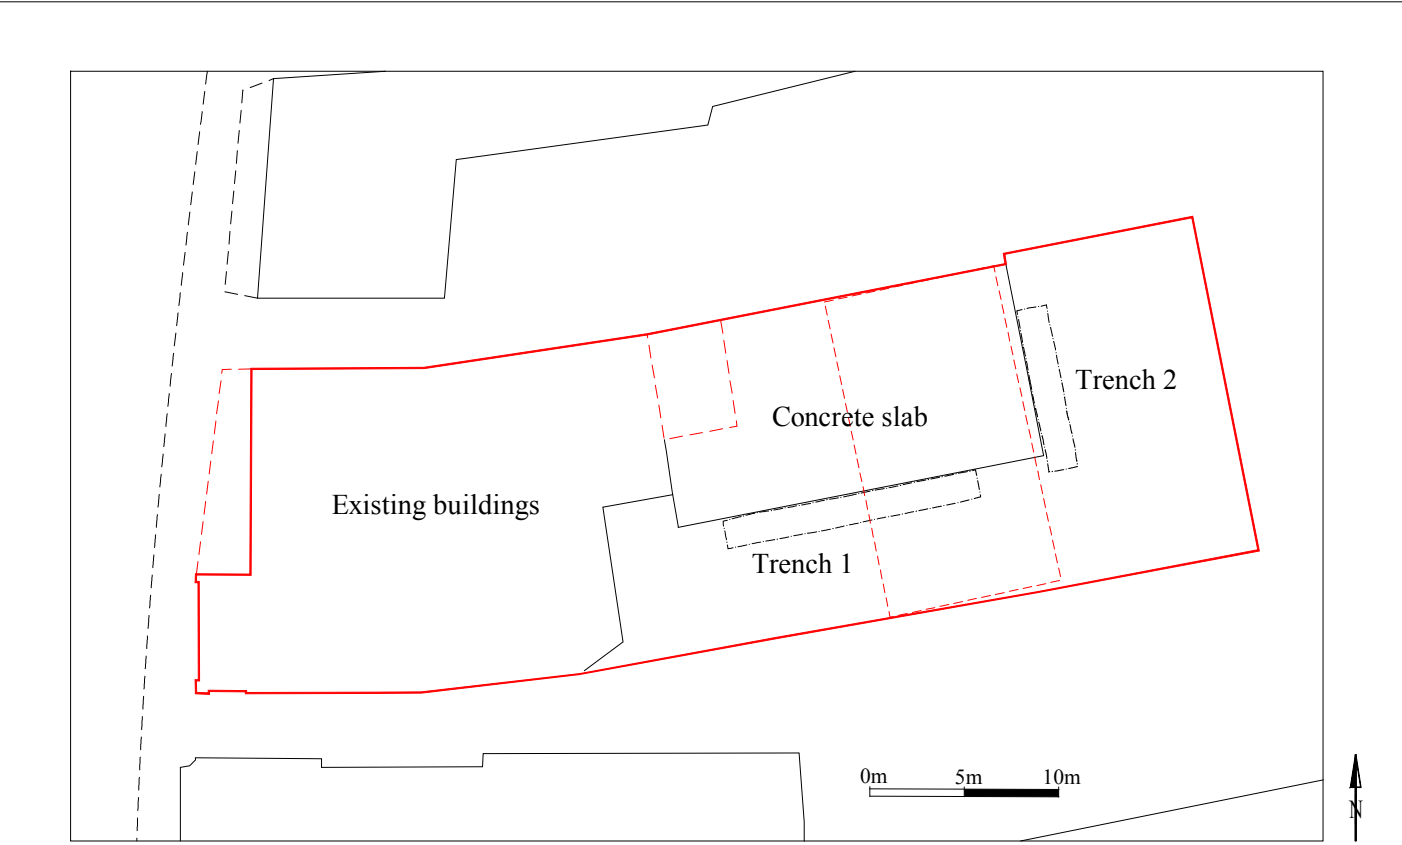 Trench 2
Concrete slab
Existing buildings
Trench 1
0m 5m 10m
N